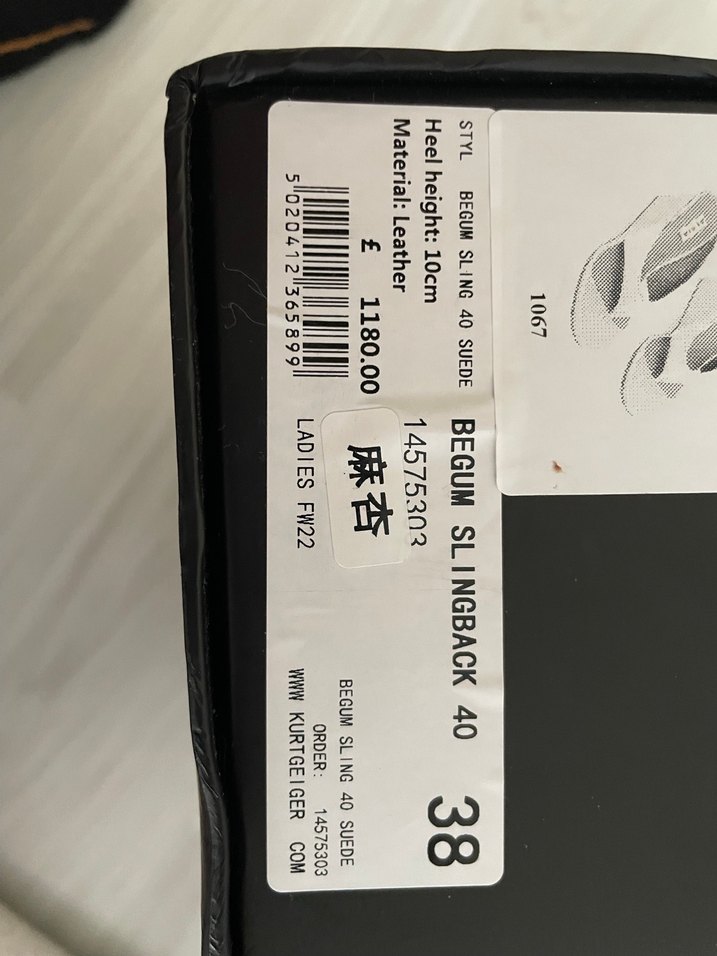 STYL BEGUM SLING 40 SUEDE
Heel height: 10cm
Material: Leather
£ 1180.00
5 020412 365899
BEGUM SLINGBACK 40 38
14575303
麻杏
LADIES FW22
BEGUM SLING 40 SUEDE
ORDER: 14575303
WWW KURTGEIGER COM
1067